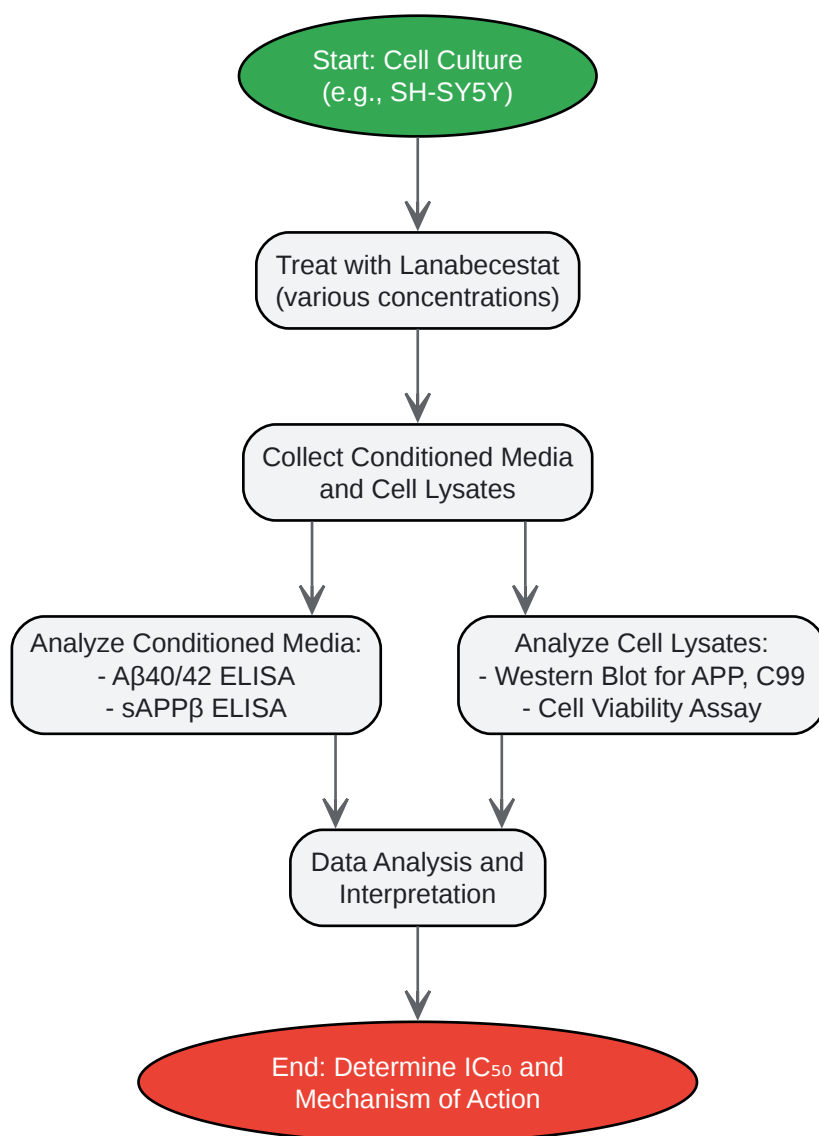 Start: Cell Culture
(e.g., SH-SY5Y)
Treat with Lanabecestat
(various concentrations)
Collect Conditioned Media
and Cell Lysates
Analyze Conditioned Media:
- Aβ40/42 ELISA
- sAPPβ ELISA
Analyze Cell Lysates:
- Western Blot for APP, C99
- Cell Viability Assay
Data Analysis and
Interpretation
End: Determine IC₅₀ and
Mechanism of Action